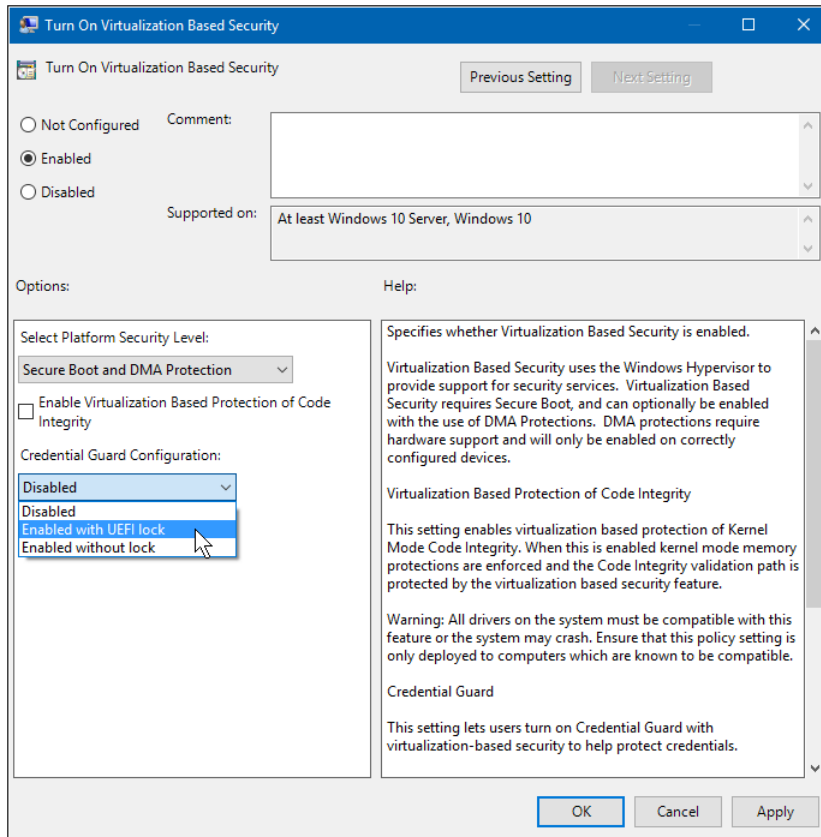 Turn On Virtualization Based Security
Turn On Virtualization Based Security
Previous Setting
Next Setting
Not Configured
Enabled
Disabled
Comment:
Supported on:
At least Windows 10 Server, Windows 10
Options:
Help:
Select Platform Security Level:
Secure Boot and DMA Protection
Enable Virtualization Based Protection of Code
Integrity
Credential Guard Configuration:
Disabled
Disabled
Enabled with UEFI lock
Enabled without lock
Specifies whether Virtualization Based Security is enabled.
Virtualization Based Security uses the Windows Hypervisor to
provide support for security services.  Virtualization Based
Security requires Secure Boot, and can optionally be enabled
with the use of DMA Protections.  DMA protections require
hardware support and will only be enabled on correctly
configured devices.
Virtualization Based Protection of Code Integrity
This setting enables virtualization based protection of Kernel
Mode Code Integrity. When this is enabled kernel mode memory
protections are enforced and the Code Integrity validation path is
protected by the virtualization based security feature.
Warning: All drivers on the system must be compatible with this
feature or the system may crash. Ensure that this policy setting is
only deployed to computers which are known to be compatible.
Credential Guard
This setting lets users turn on Credential Guard with
virtualization-based security to help protect credentials.
OK
Cancel
Apply